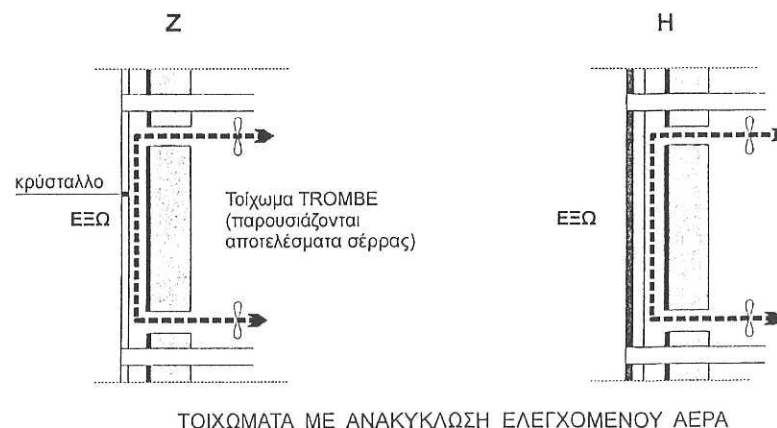 Ζ
Η
κρύσταλλο
ΕΞΩ
Τοίχωμα TROMBE
(παρουσιάζονται
αποτελέσματα σέρρας)
ΕΞΩ
ΤΟΙΧΩΜΑΤΑ ΜΕ ΑΝΑΚΥΚΛΩΣΗ ΕΛΕΓΧΟΜΕΝΟΥ ΑΕΡΑ